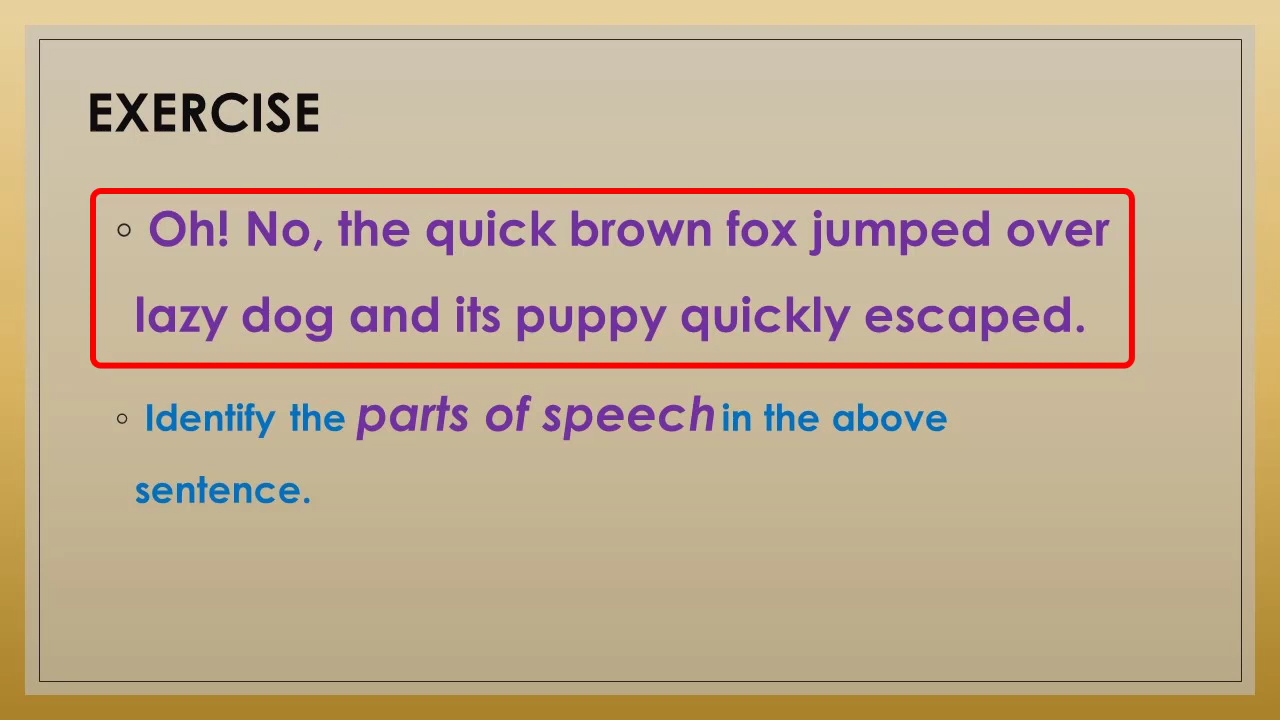 EXERCISE
◦ Oh! No, the quick brown fox jumped over
lazy dog and its puppy quickly escaped.
◦ Identify the parts of speech in the above
sentence.